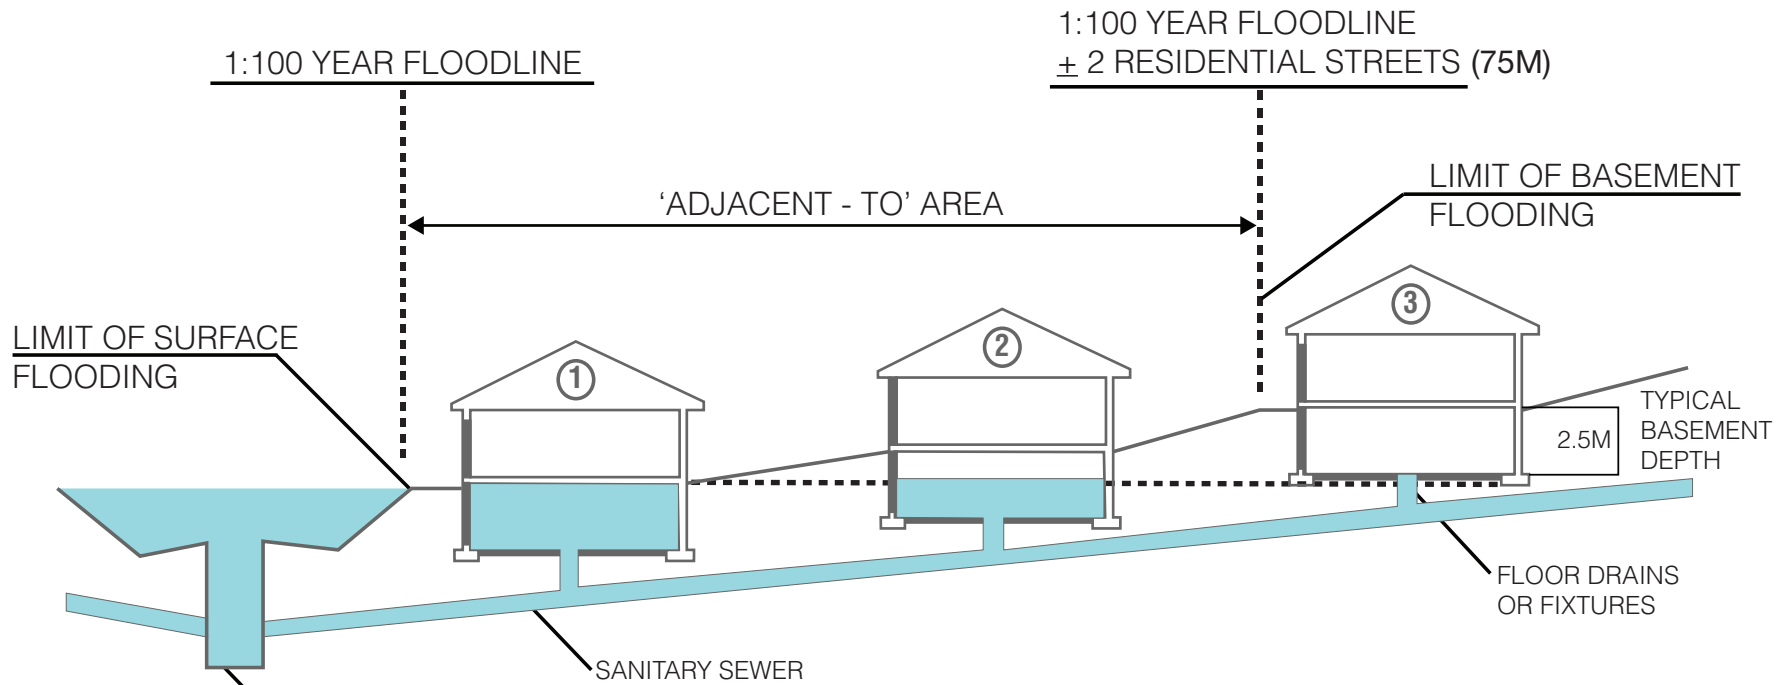 1:100 YEAR FLOODLINE
1:100 YEAR FLOODLINE
± 2 RESIDENTIAL STREETS (75M)
LIMIT OF BASEMENT
FLOODING
'ADJACENT - TO' AREA
LIMIT OF SURFACE
FLOODING
1
2
3
2.5M
TYPICAL
BASEMENT
DEPTH
FLOOR DRAINS
OR FIXTURES
SANITARY SEWER